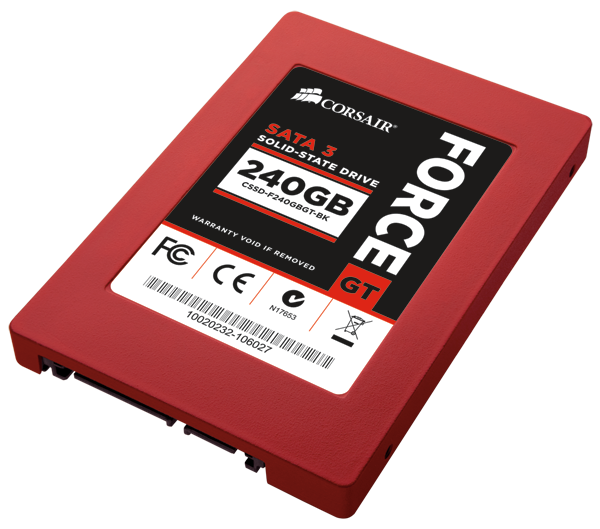 CORSAIR®
SATA 3
SOLID-STATE DRIVE
240GB
CSSD-F240GBGT-BK
FORCE
GT
WARRANTY VOID IF REMOVED
FC
CE
N17653
10020232-106027